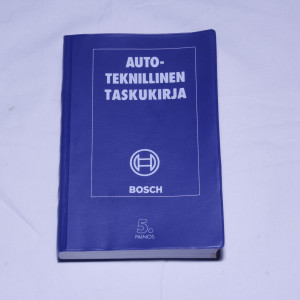 AUTO-
TEKNILLINEN
TASKUKIRJA
BOSCH
5.
PAINOS